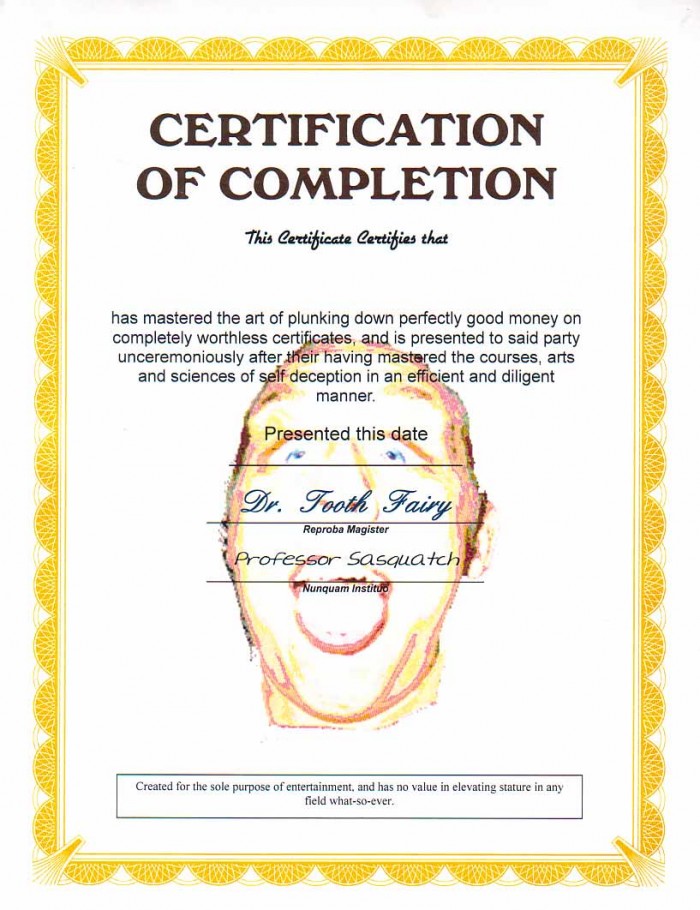 CERTIFICATION
OF COMPLETION
This Certificate Certifies that
has mastered the art of plunking down perfectly good money on
completely worthless certificates, and is presented to said party
unceremoniously after their having mastered the courses, arts
and sciences of self deception in an efficient and diligent
manner.
Presented this date
Dr. Tooth Fairy
Reproba Magister
Professor Sasquatch
Nunquam Instituo
Created for the sole purpose of entertainment, and has no value in elevating stature in any
field what-so-ever.